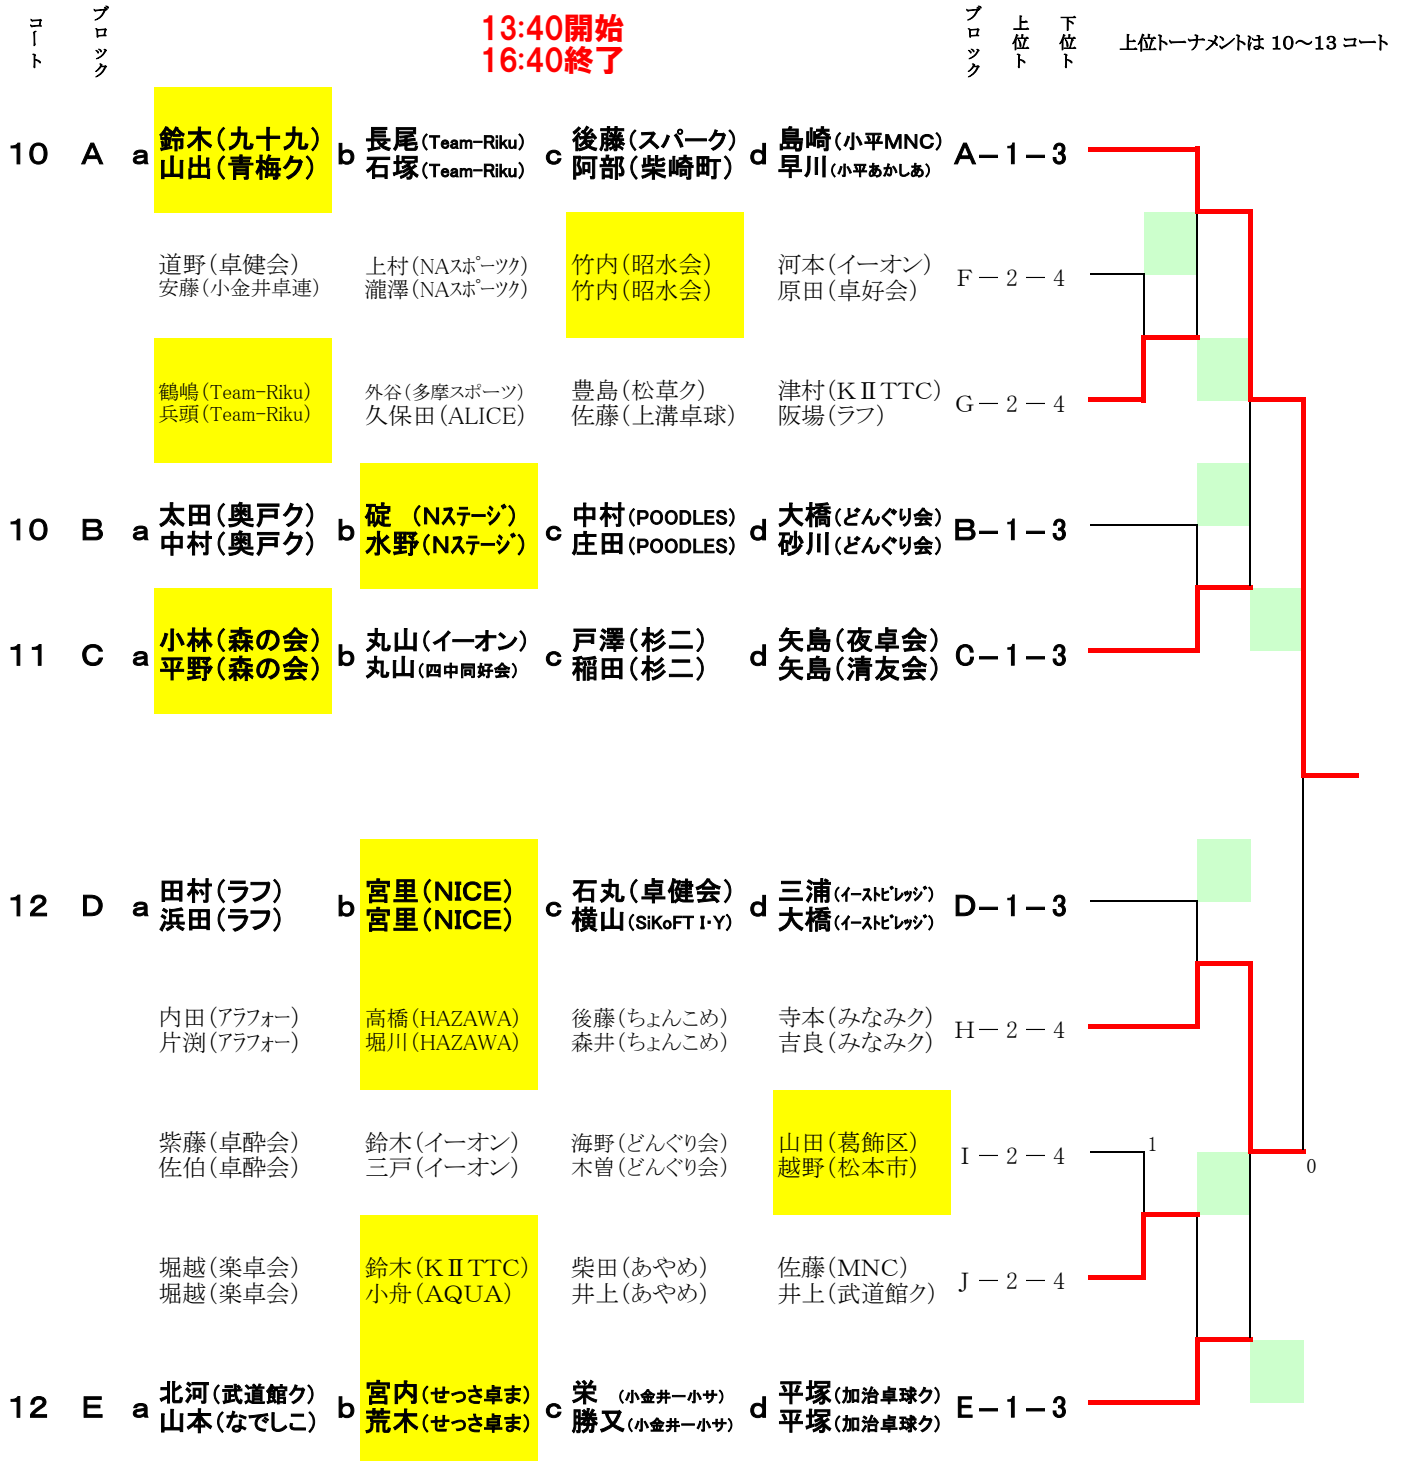 コート ブロック 13:40開始 ブロック 上位ト 下位ト 上位トーナメントは 10～13 コート
16:40終了
10 A a 鈴木(九十九) b 長尾(Team-Riku) c 後藤(スパーク) d 島崎(小平MNC) A－1－3
山出(青梅ク) 石塚(Team-Riku) 阿部(柴崎町) 早川(小平あかしあ)
道野(卓健会) 上村(NAスポーツク) 竹内(昭水会) 河本(イーオン) F－2－4
安藤(小金井卓連) 瀧澤(NAスポーツク) 竹内(昭水会) 原田(卓好会)
鶴嶋(Team-Riku) 外谷(多摩スポーツ) 豊島(松草ク) 津村(KⅡTTC) G－2－4
兵頭(Team-Riku) 久保田(ALICE) 佐藤(上溝卓球) 阪場(ラフ)
10 B a 太田(奥戸ク) b 碇 (Nステージ) c 中村(POODLES) d 大橋(どんぐり会) B－1－3
中村(奥戸ク) 水野(Nステージ) 庄田(POODLES) 砂川(どんぐり会)
11 C a 小林(森の会) b 丸山(イーオン) c 戸澤(杉二) d 矢島(夜卓会) C－1－3
平野(森の会) 丸山(四中同好会) 稲田(杉二) 矢島(清友会)
12 D a 田村(ラフ) b 宮里(NICE) c 石丸(卓健会) d 三浦(イーストビレッジ) D－1－3
浜田(ラフ) 宮里(NICE) 横山(SiKoFT I・Y) 大橋(イーストビレッジ)
内田(アラフォー) 高橋(HAZAWA) 後藤(ちょんこめ) 寺本(みなみク) H－2－4
片渕(アラフォー) 堀川(HAZAWA) 森井(ちょんこめ) 吉良(みなみク)
紫藤(卓酔会) 鈴木(イーオン) 海野(どんぐり会) 山田(葛飾区) I－2－4 1
佐伯(卓酔会) 三戸(イーオン) 木曽(どんぐり会) 越野(松本市) 0
堀越(楽卓会) 鈴木(KⅡTTC) 柴田(あやめ) 佐藤(MNC) J－2－4
堀越(楽卓会) 小舟(AQUA) 井上(あやめ) 井上(武道館ク)
12 E a 北河(武道館ク) b 宮内(せっさ卓ま) c 栄 (小金井一小サ) d 平塚(加治卓球ク) E－1－3
山本(なでしこ) 荒木(せっさ卓ま) 勝又(小金井一小サ) 平塚(加治卓球ク)